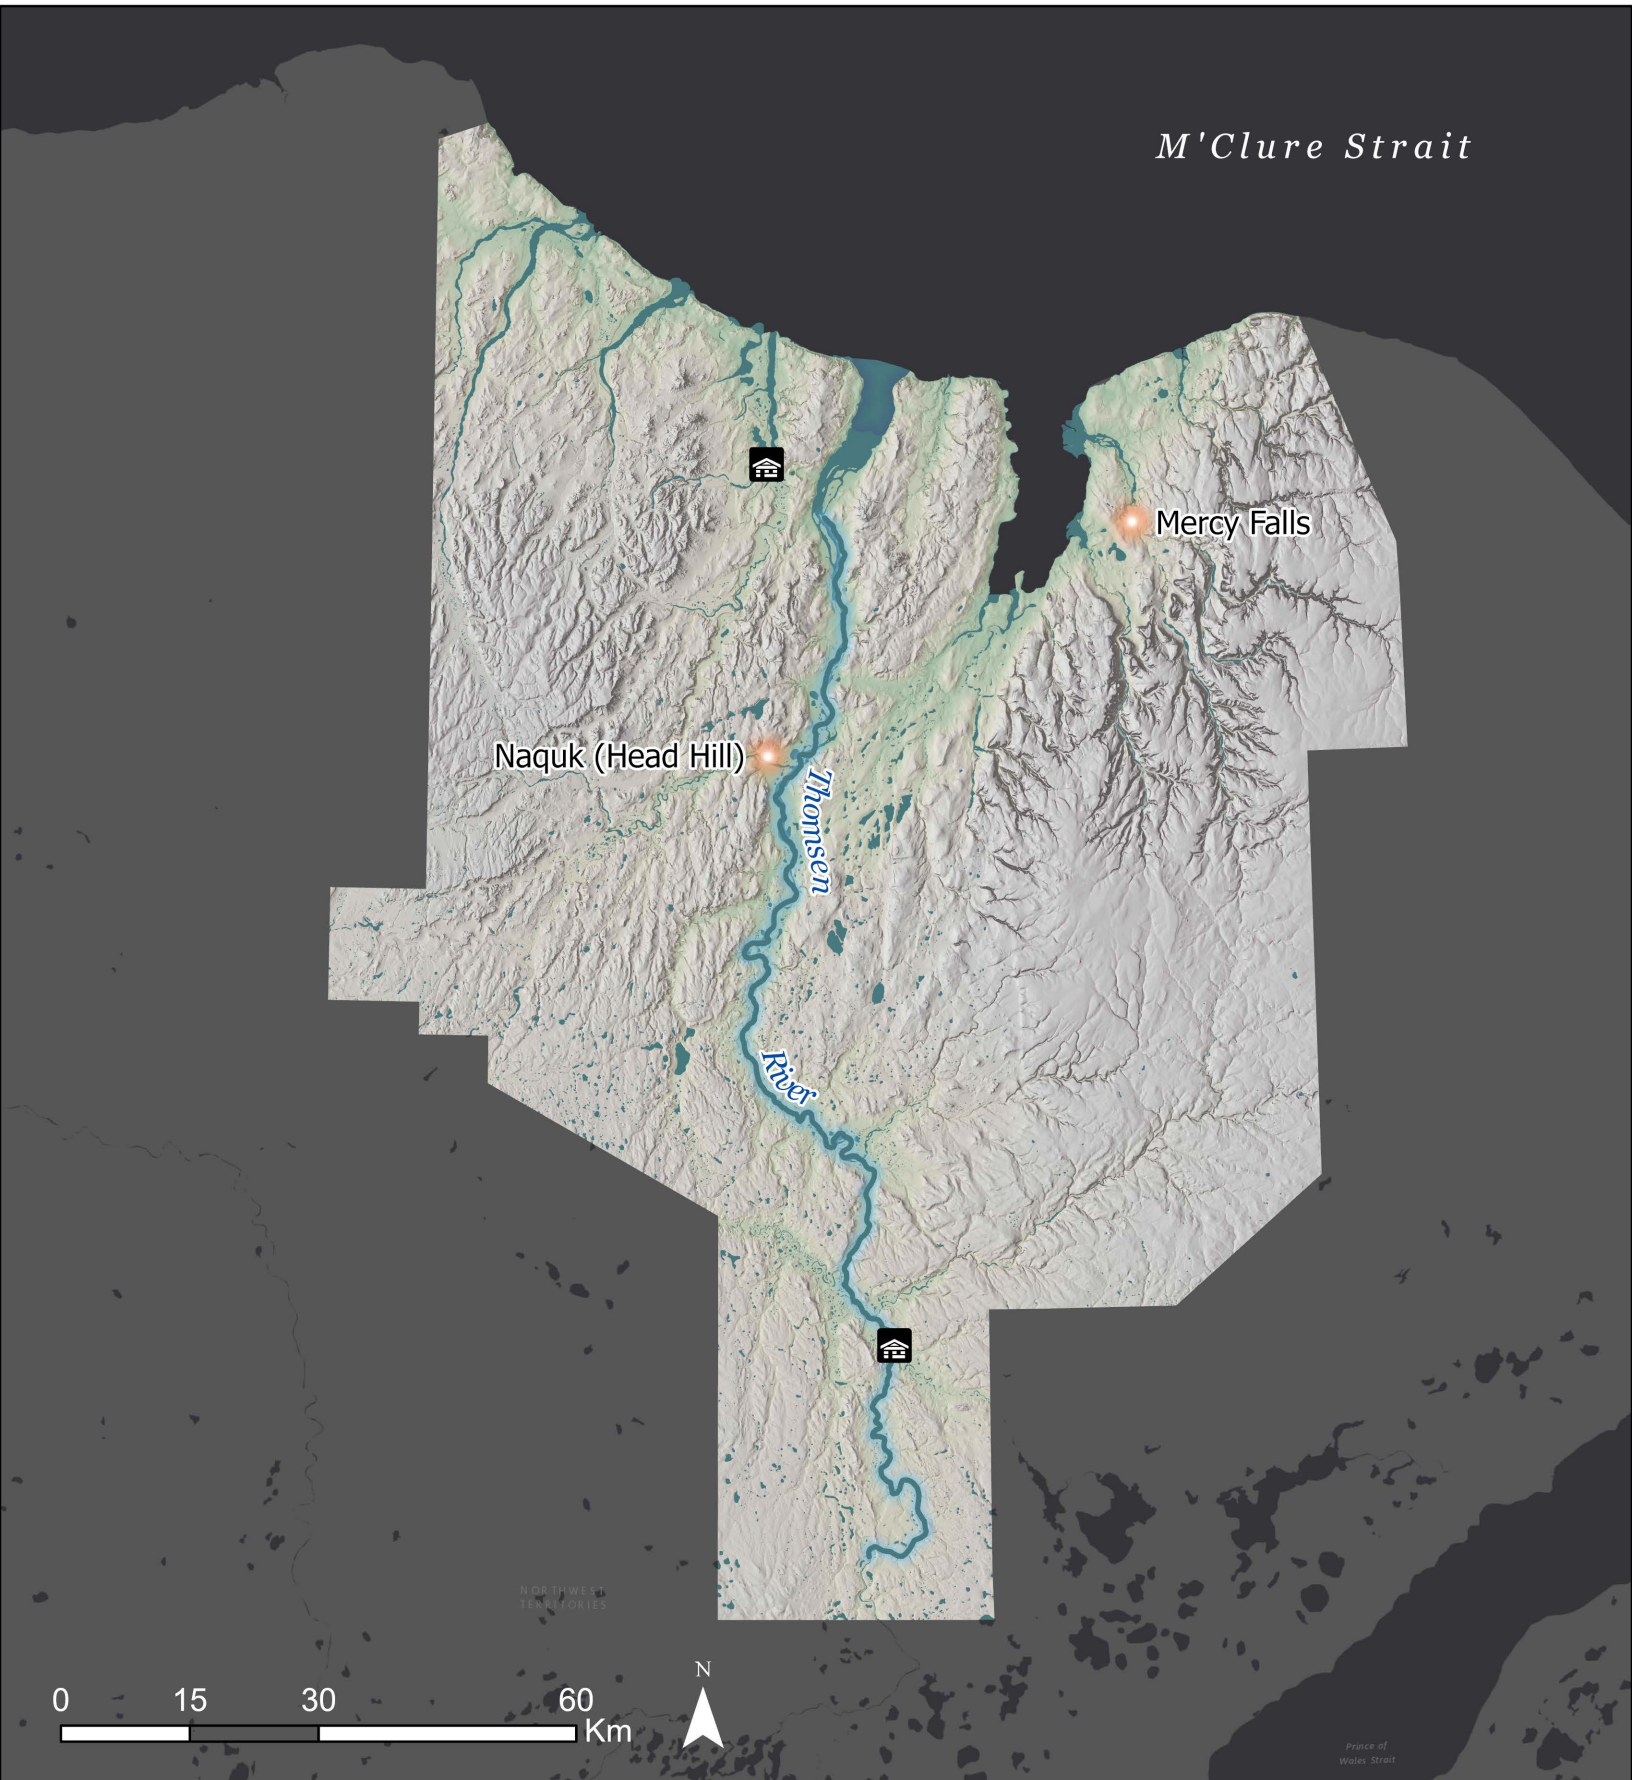 M'Clure Strait
Mercy Falls
Naquk (Head Hill)
Thomsen
River
NORTHWEST
TERRITORIES
N
0 15 30 60
Km
Prince of
Wales Strait